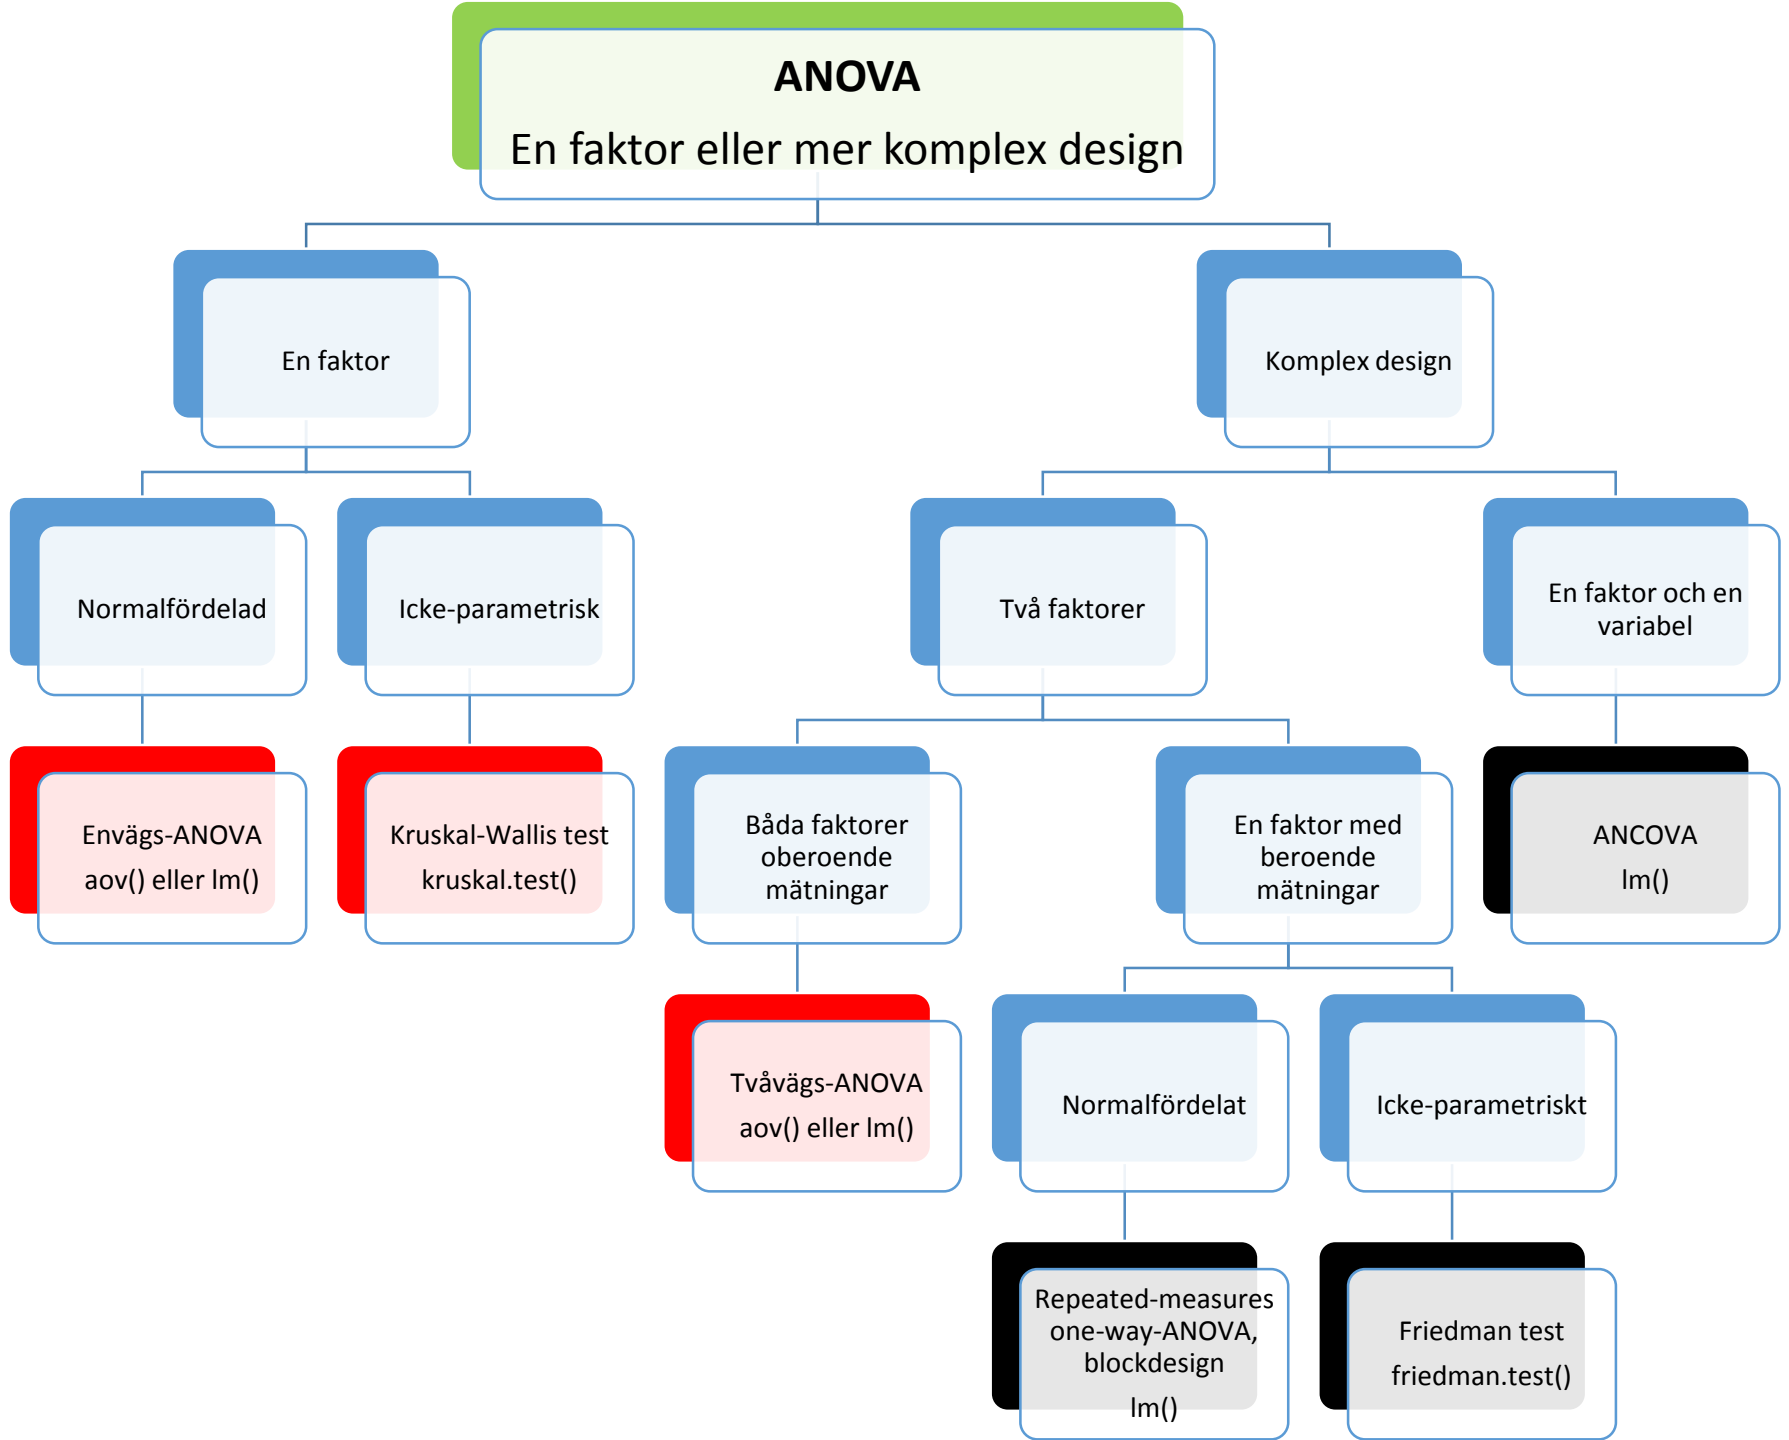 ANOVA
En faktor eller mer komplex design
En faktor
Komplex design
Normalfördelad
Icke-parametrisk
Två faktorer
En faktor och en
variabel
Envägs-ANOVA
aov() eller lm()
Kruskal-Wallis test
kruskal.test()
Båda faktorer
oberoende
mätningar
En faktor med
beroende
mätningar
ANCOVA
lm()
Tvåvägs-ANOVA
aov() eller lm()
Normalfördelat
Icke-parametriskt
Repeated-measures
one-way-ANOVA,
blockdesign
lm()
Friedman test
friedman.test()